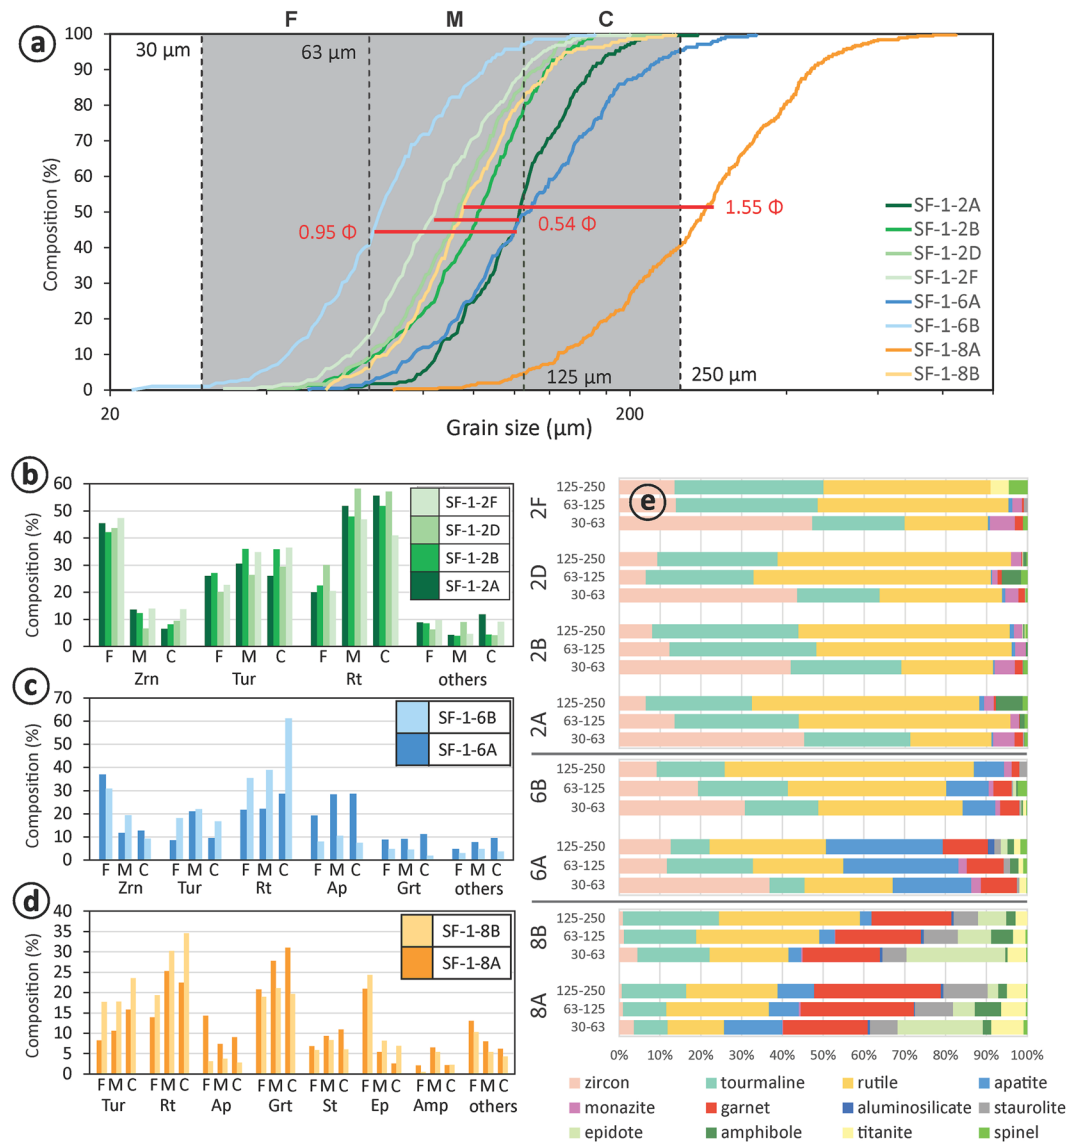 a
F M C
100
90
80
70
60
50
40
30
20
10
0
Composition (%)
30 µm
63 µm
125 µm
250 µm
0.95 Φ
0.54 Φ
1.55 Φ
SF-1-2A
SF-1-2B
SF-1-2D
SF-1-2F
SF-1-6A
SF-1-6B
SF-1-8A
SF-1-8B
20 200
Grain size (µm)
b
60
50
40
30
20
10
0
Composition (%)
SF-1-2F
SF-1-2D
SF-1-2B
SF-1-2A
F M C F M C F M C F M C
Zrn Tur Rt others
c
70
60
50
40
30
20
10
0
Composition (%)
SF-1-6B
SF-1-6A
F M C F M C F M C F M C F M C F M C
Zrn Tur Rt Ap Grt others
d
40
35
30
25
20
15
10
5
0
Composition (%)
SF-1-8B
SF-1-8A
F M C F M C F M C F M C F M C F M C F M C F M C
Tur Rt Ap Grt St Ep Amp others
e
2F
125-250
63-125
30-63
2D
125-250
63-125
30-63
2B
125-250
63-125
30-63
2A
125-250
63-125
30-63
6B
125-250
63-125
30-63
6A
125-250
63-125
30-63
8B
125-250
63-125
30-63
8A
125-250
63-125
30-63
0% 10% 20% 30% 40% 50% 60% 70% 80% 90% 100%
zircon tourmaline rutile apatite
monazite garnet aluminosilicate staurolite
epidote amphibole titanite spinel